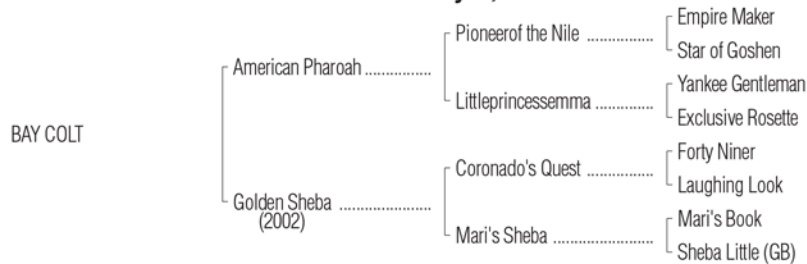 Empire Maker
Pioneerof the Nile ................
Star of Goshen
American Pharoah ................
Yankee Gentleman
Littleprincessemma ..............
Exclusive Rosette
BAY COLT
Forty Niner
Coronado's Quest ................
Laughing Look
Golden Sheba ......................
(2002)
Mari's Book
Mari's Sheba ........................
Sheba Little (GB)